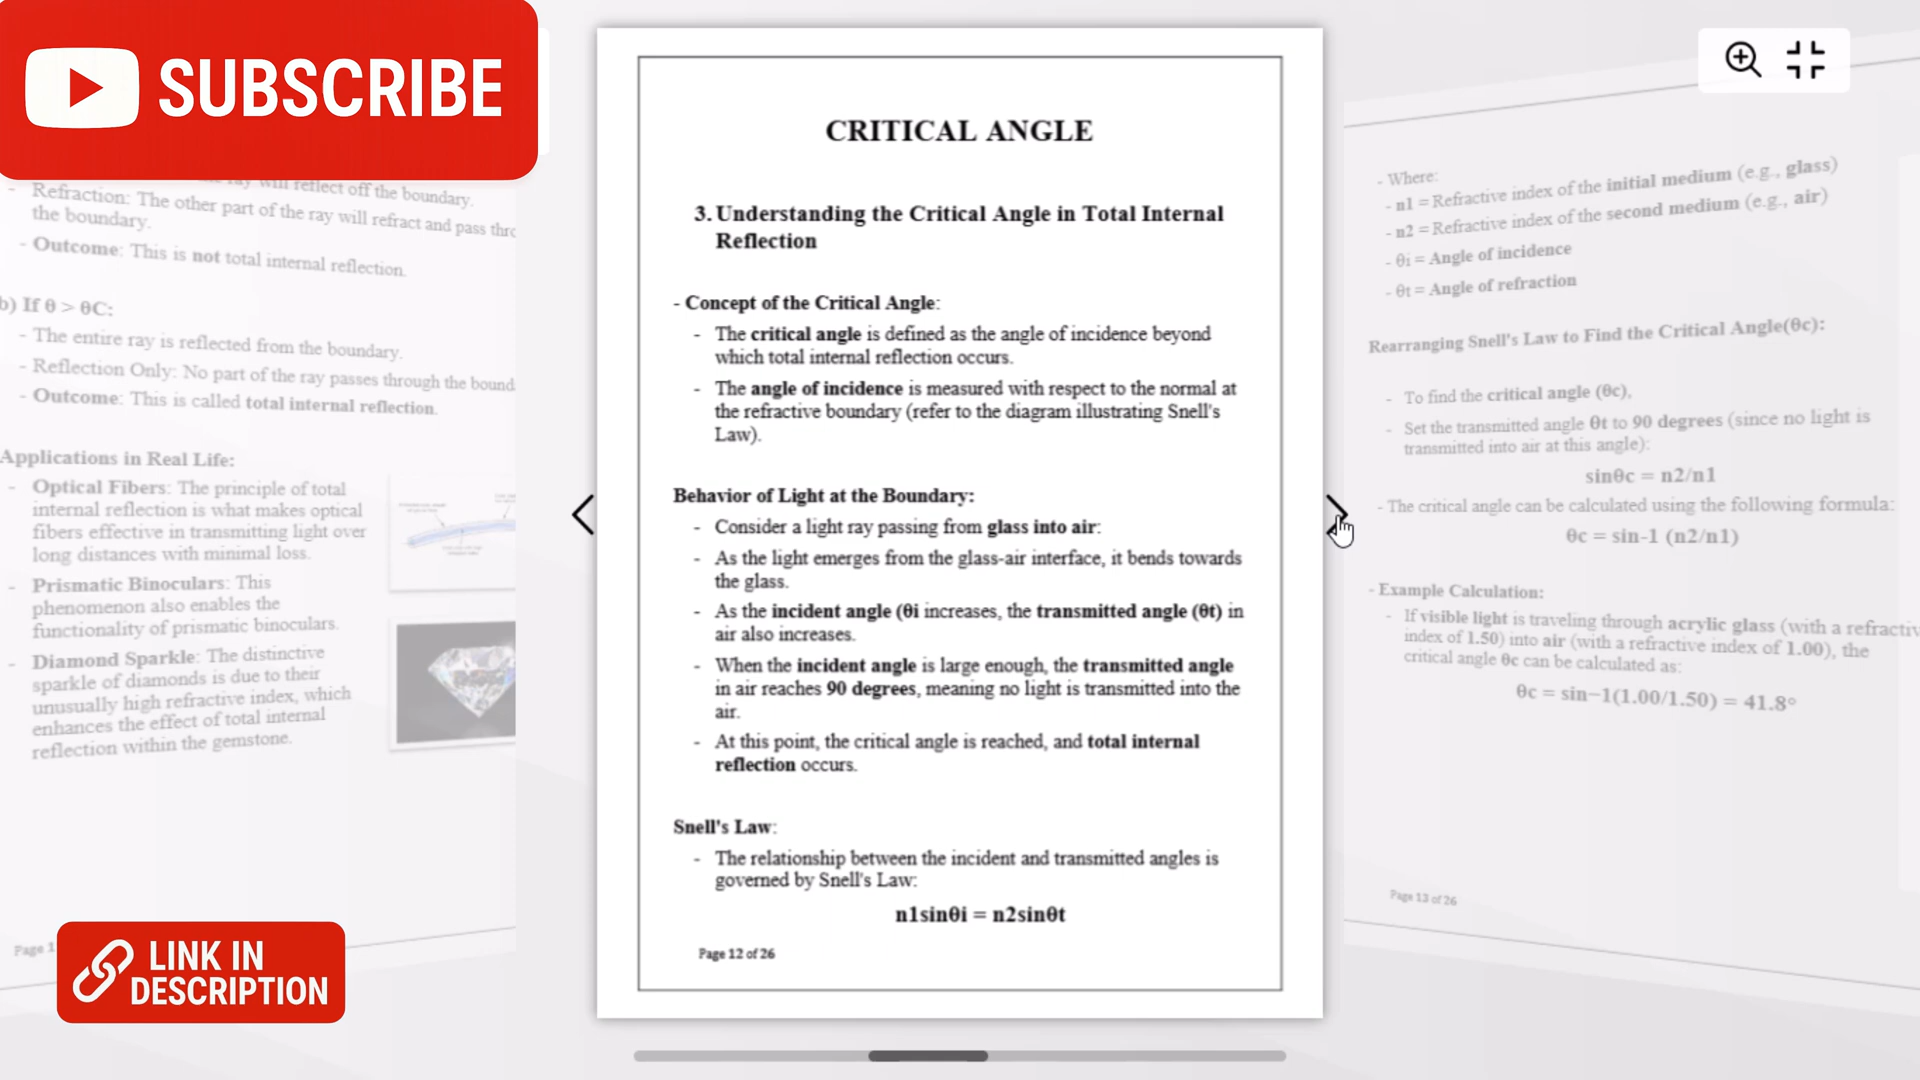 SUBSCRIBE
will reflect off the boundary.
- Refraction: The other part of the ray will refract and pass
the boundary.
- Outcome: This is not total internal reflection.
b) If θ > θC:
- The entire ray is reflected from the boundary.
- Reflection Only: No part of the ray passes through the
- Outcome: This is called total internal reflection.
Applications in Real Life:
- Optical Fibers: The principle of total
internal reflection is what makes optical
fibers effective in transmitting light over
long distances with minimal loss.
- Prismatic Binoculars: This
phenomenon also enables the
functionality of prismatic binoculars.
- Diamond Sparkle: The distinctive
sparkle of diamonds is due to their
unusually high refractive index, which
enhances the effect of total internal
reflection within the gemstone.
Page
LINK IN
DESCRIPTION
CRITICAL ANGLE
3. Understanding the Critical Angle in Total Internal
Reflection
- Concept of the Critical Angle:
- The critical angle is defined as the angle of incidence beyond
which total internal reflection occurs.
- The angle of incidence is measured with respect to the normal at
the refractive boundary (refer to the diagram illustrating Snell's
Law).
Behavior of Light at the Boundary:
- Consider a light ray passing from glass into air:
- As the light emerges from the glass-air interface, it bends towards
the glass.
- As the incident angle (θi increases, the transmitted angle (θt) in
air also increases.
- When the incident angle is large enough, the transmitted angle
in air reaches 90 degrees, meaning no light is transmitted into the
air.
- At this point, the critical angle is reached, and total internal
reflection occurs.
Snell's Law:
- The relationship between the incident and transmitted angles is
governed by Snell's Law:
n1sinθi = n2sinθt
Page 12 of 26
- Where:
- n1 = Refractive index of the initial medium (e.g., glass)
- n2 = Refractive index of the second medium (e.g., air)
- θi = Angle of incidence
- θt = Angle of refraction
Rearranging Snell's Law to Find the Critical Angle(θc):
- To find the critical angle (θc),
- Set the transmitted angle θt to 90 degrees (since no light is
transmitted into air at this angle):
sinθc = n2/n1
- The critical angle can be calculated using the following formula:
θc = sin-1 (n2/n1)
- Example Calculation:
- If visible light is traveling through acrylic glass (with a
index of 1.50) into air (with a refractive index of 1.00), the
critical angle θc can be calculated as:
θc = sin−1(1.00/1.50) = 41.8°
Page 13 of 26